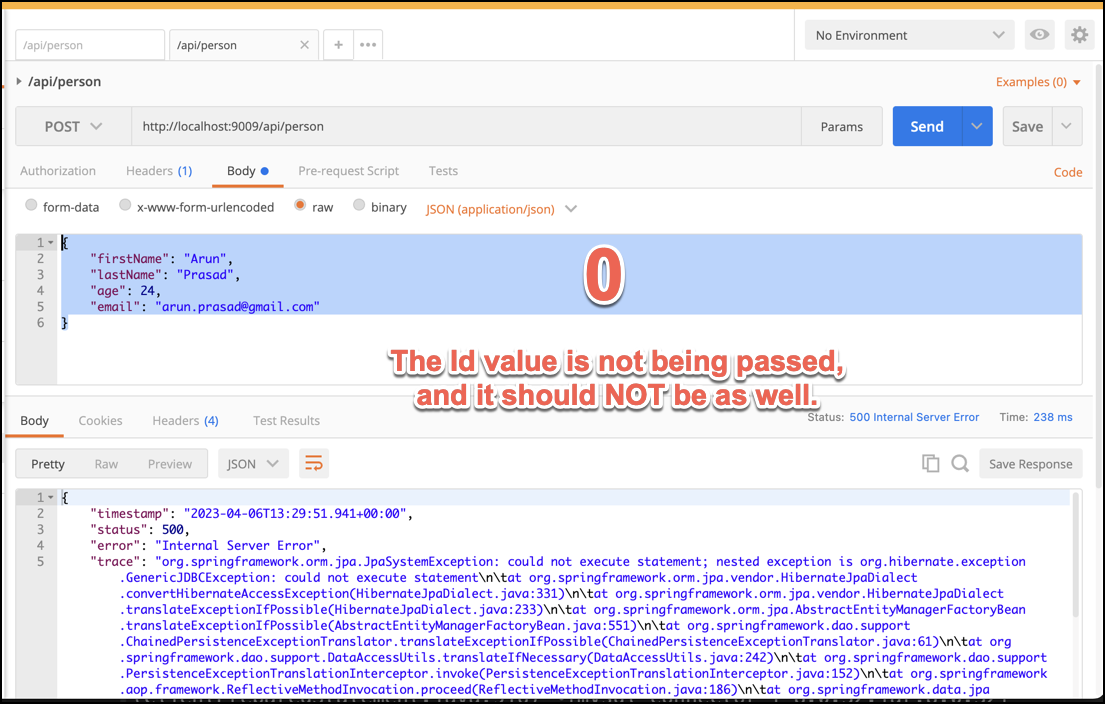 /api/person
/api/person
No Environment
/api/person
Examples (0)
POST
http://localhost:9009/api/person
Params
Send
Save
Authorization
Headers (1)
Body
Pre-request Script
Tests
Code
form-data
x-www-form-urlencoded
raw
binary
JSON (application/json)
1 {
2 "firstName": "Arun",
3 "lastName": "Prasad",
4 "age": 24,
5 "email": "arun.prasad@gmail.com"
6 }
0
The Id value is not being passed,
and it should NOT be as well.
Body
Cookies
Headers (4)
Test Results
Status: 500 Internal Server Error
Time: 238 ms
Pretty
Raw
Preview
JSON
Save Response
1 {
2 "timestamp": "2023-04-06T13:29:51.941+00:00",
3 "status": 500,
4 "error": "Internal Server Error",
5 "trace": "org.springframework.orm.jpa.JpaSystemException: could not execute statement; nested exception is org.hibernate.exception
.GenericJDBCException: could not execute statement\n\tat org.springframework.orm.jpa.vendor.HibernateJpaDialect
.convertHibernateAccessException(HibernateJpaDialect.java:331)\n\tat org.springframework.orm.jpa.vendor.HibernateJpaDialect
.translateExceptionIfPossible(HibernateJpaDialect.java:233)\n\tat org.springframework.orm.jpa.AbstractEntityManagerFactoryBean
.translateExceptionIfPossible(AbstractEntityManagerFactoryBean.java:551)\n\tat org.springframework.dao.support
.ChainedPersistenceExceptionTranslator.translateExceptionIfPossible(ChainedPersistenceExceptionTranslator.java:61)\n\tat org
.springframework.dao.support.DataAccessUtils.translateIfNecessary(DataAccessUtils.java:242)\n\tat org.springframework.dao.support
.PersistenceExceptionTranslationInterceptor.invoke(PersistenceExceptionTranslationInterceptor.java:152)\n\tat org.springframework
.aop.framework.ReflectiveMethodInvocation.proceed(ReflectiveMethodInvocation.java:186)\n\tat org.springframework.data.jpa